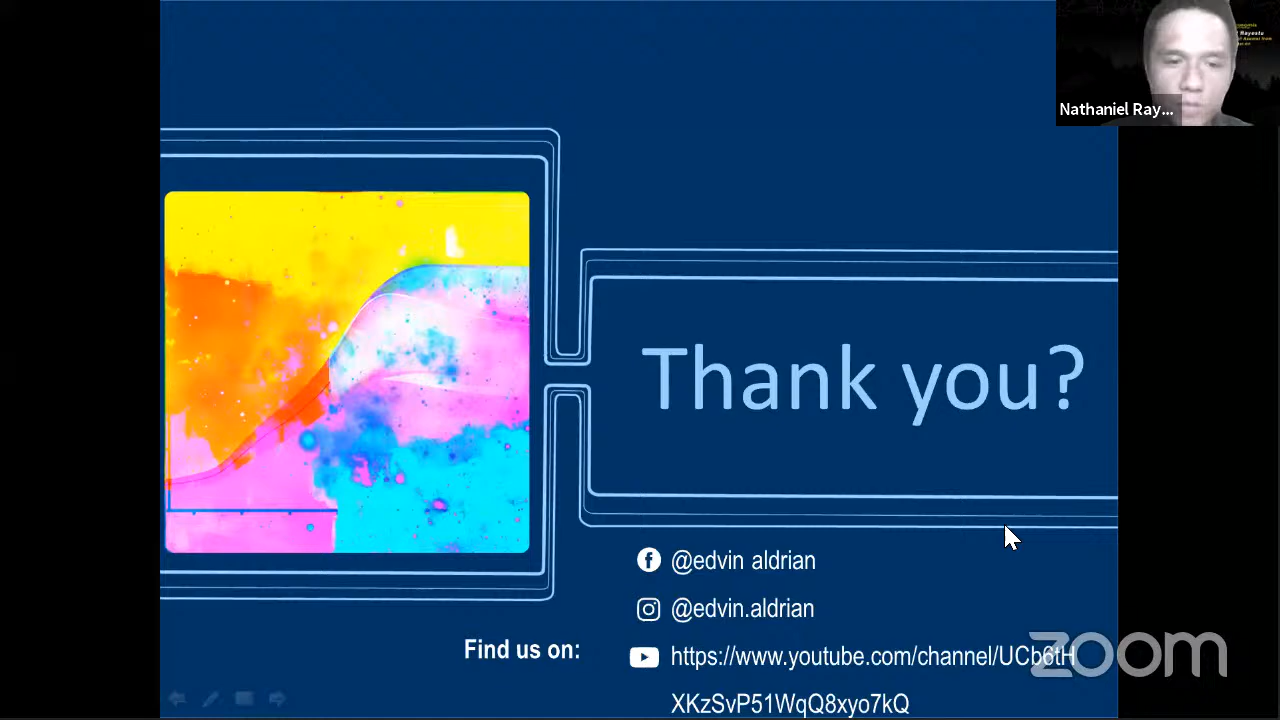 Nathaniel Ray...
Thank you?
@edvin aldrian
@edvin.aldrian
Find us on:
https://www.youtube.com/channel/UCb6tH
XKzSvP51WqQ8xyo7kQ
zoom